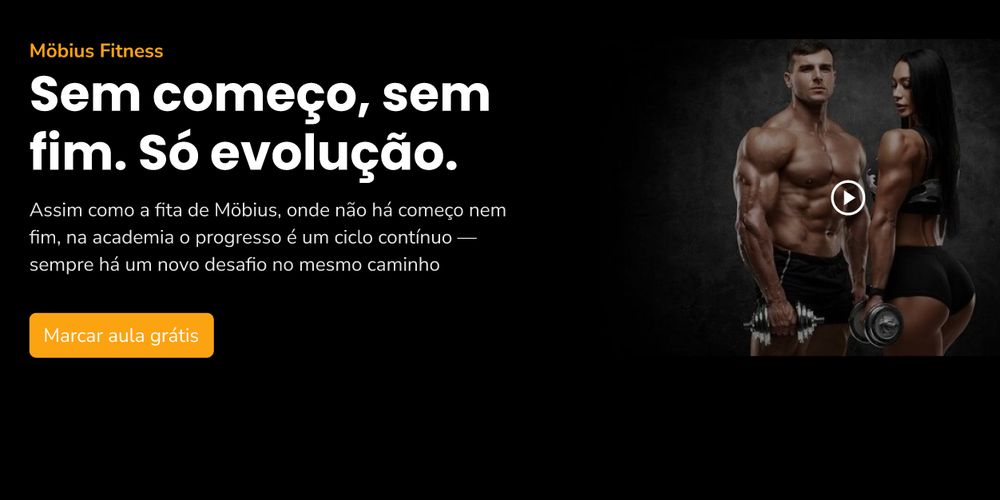 Möbius Fitness
Sem começo, sem
fim. Só evolução.
Assim como a fita de Möbius, onde não há começo nem
fim, na academia o progresso é um ciclo contínuo —
sempre há um novo desafio no mesmo caminho
Marcar aula grátis